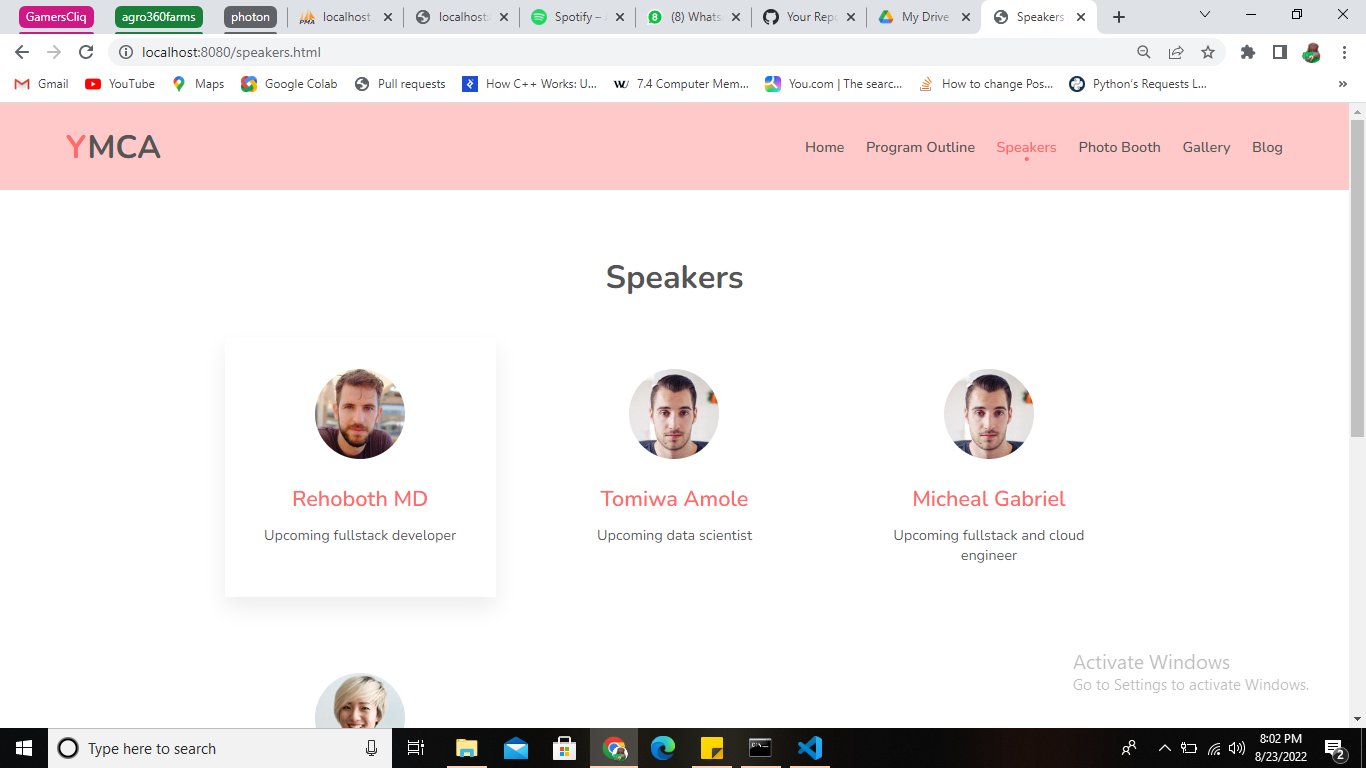 GamersCliq
agro360farms
photon
PMA
localhost
localhost:
Spotify –
8
(8) Whats
Your Repo
My Drive
Speakers
localhost:8080/speakers.html
Gmail
YouTube
Maps
Google Colab
Pull requests
How C++ Works: U...
W
7.4 Computer Mem...
You.com | The searc...
How to change Pos...
Python's Requests L...
»
YMCA
Home
Program Outline
Speakers
Photo Booth
Gallery
Blog
Speakers
Rehoboth MD
Tomiwa Amole
Micheal Gabriel
Upcoming fullstack developer
Upcoming data scientist
Upcoming fullstack and cloud
engineer
Activate Windows
Go to Settings to activate Windows.
Type here to search
8:02 PM
8/23/2022
2